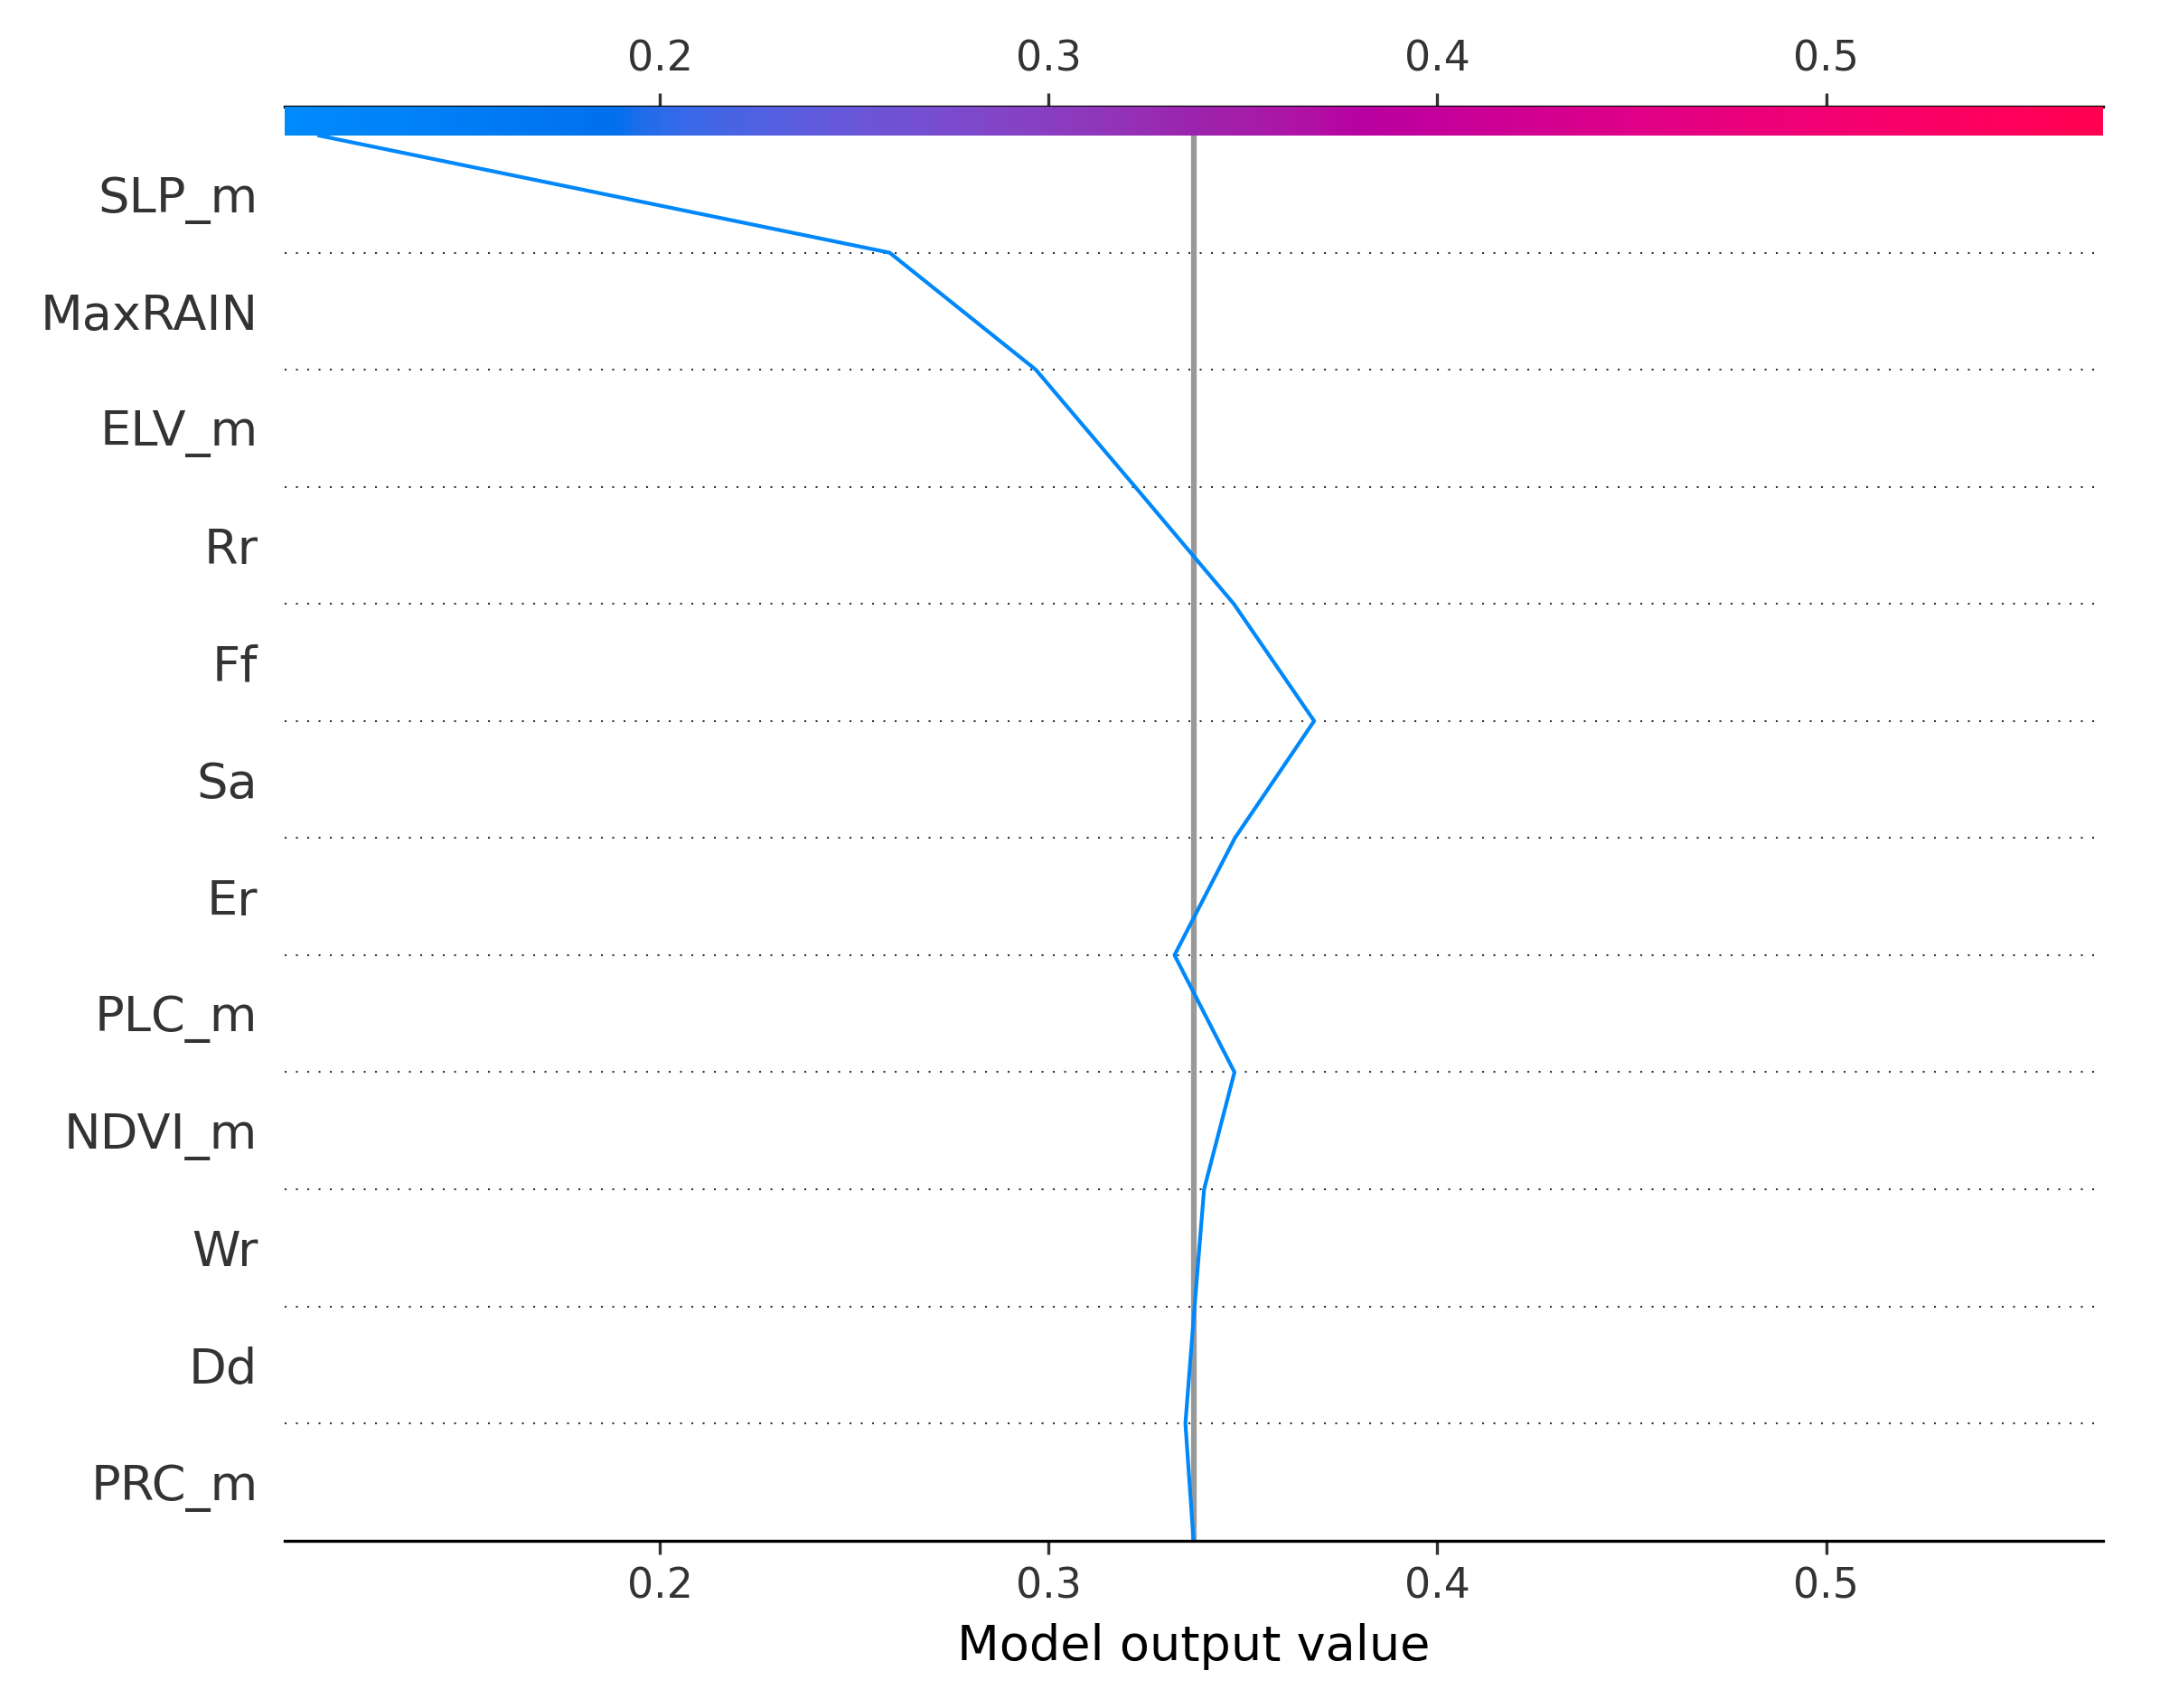 0.2 0.3 0.4 0.5
SLP_m
MaxRAIN
ELV_m
Rr
Ff
Sa
Er
PLC_m
NDVI_m
Wr
Dd
PRC_m
0.2 0.3 0.4 0.5
Model output value